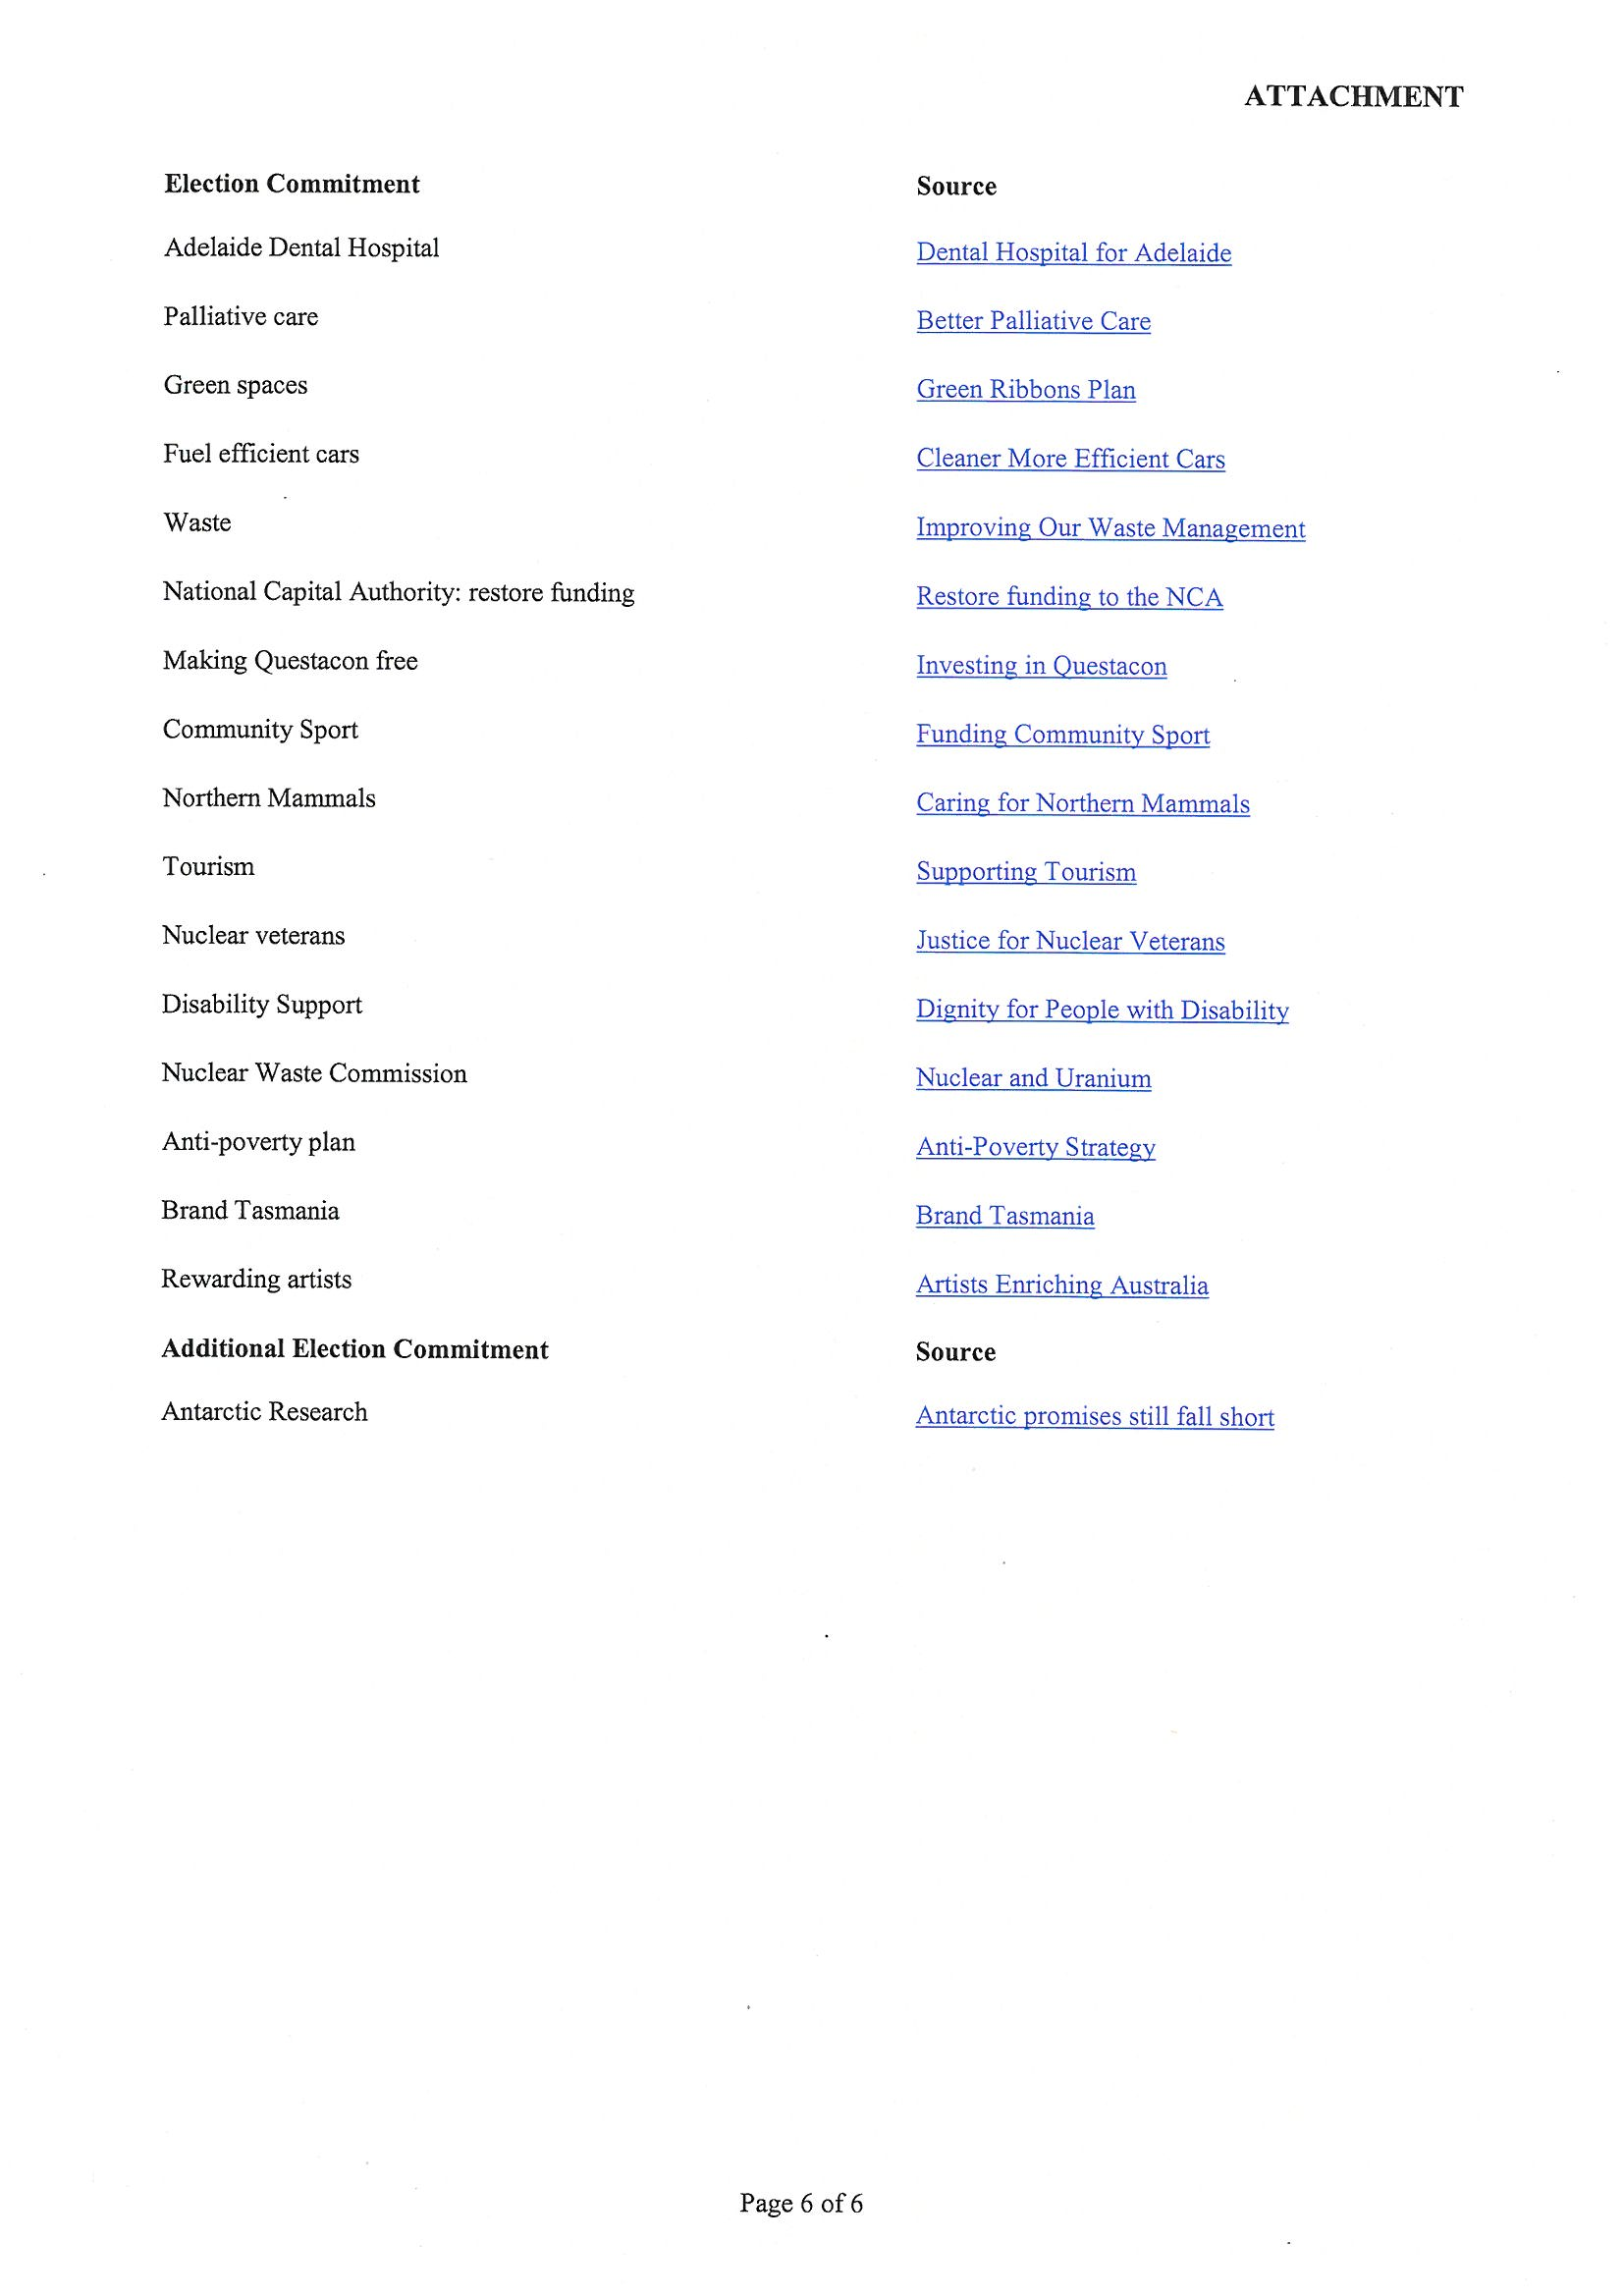 ATTACHMENT
Election Commitment Source
Adelaide Dental Hospital Dental Hospital for Adelaide
Palliative care Better Palliative Care
Green spaces Green Ribbons Plan
Fuel efficient cars Cleaner More Efficient Cars
Waste Improving Our Waste Management
National Capital Authority: restore funding Restore funding to the NCA
Making Questacon free Investing in Questacon
Community Sport Funding Community Sport
Northern Mammals Caring for Northern Mammals
Tourism Supporting Tourism
Nuclear veterans Justice for Nuclear Veterans
Disability Support Dignity for People with Disability
Nuclear Waste Commission Nuclear and Uranium
Anti-poverty plan Anti-Poverty Strategy
Brand Tasmania Brand Tasmania
Rewarding artists Artists Enriching Australia
Additional Election Commitment Source
Antarctic Research Antarctic promises still fall short
Page 6 of 6